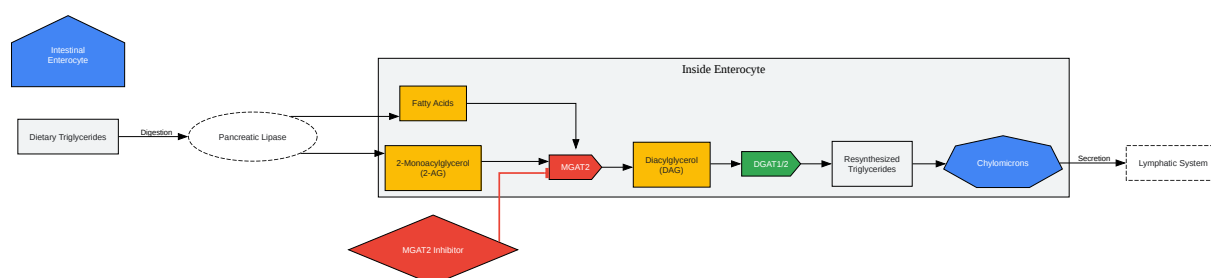 Intestinal
Enterocyte
Inside Enterocyte
Fatty Acids
Dietary Triglycerides
Digestion
Pancreatic Lipase
2-Monoacylglycerol
(2-AG)
MGAT2
Diacylglycerol
(DAG)
DGAT1/2
Resynthesized
Triglycerides
Chylomicrons
Secretion
Lymphatic System
MGAT2 Inhibitor